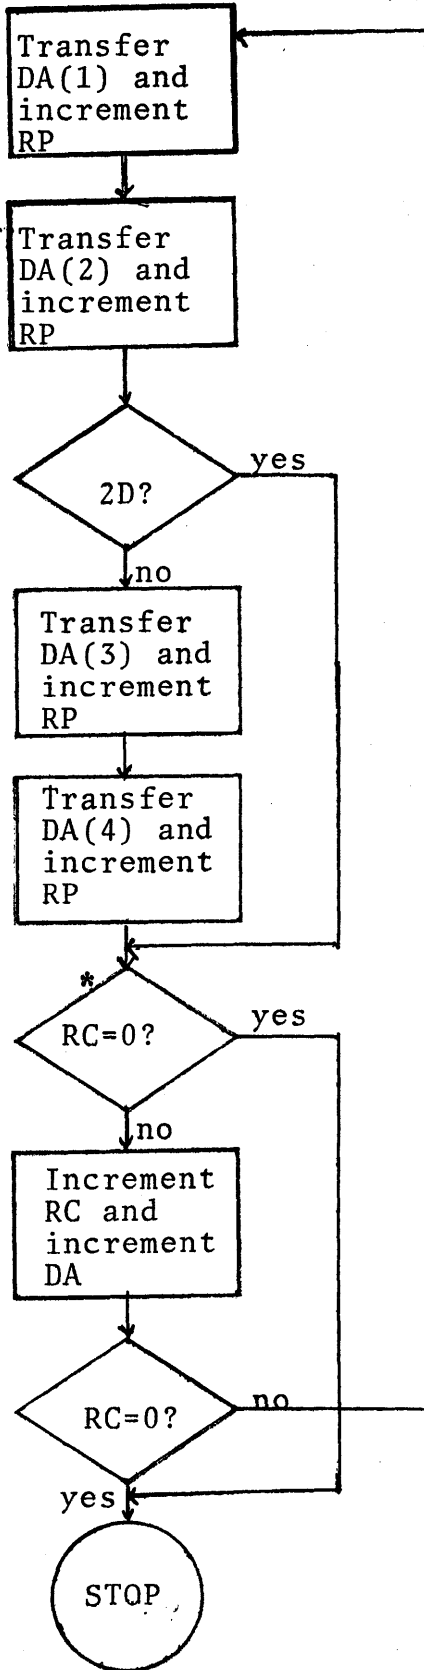 Transfer
DA(1) and
increment
RP
Transfer
DA(2) and
increment
RP
2D?
yes
no
Transfer
DA(3) and
increment
RP
Transfer
DA(4) and
increment
RP
*
RC=0?
yes
no
Increment
RC and
increment
DA
RC=0?
no
yes
STOP